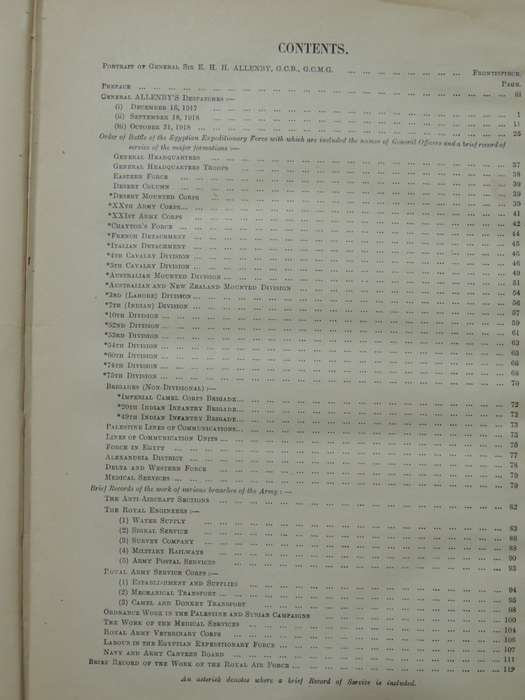 CONTENTS.
PORTRAIT OF GENERAL SIR E. H. H. ALLENBY, G.C.B., G.C.M.G. ... FRONTISPIECE.
PAGE.
PREFACE ... iii
GENERAL ALLENBY'S DESPATCHES :—
(i) DECEMBER 16, 1917 ... 1
(ii) SEPTEMBER 18, 1918 ... 11
(iii) OCTOBER 31, 1918 ... 25
Order of Battle of the Egyptian Expeditionary Force with which are included the names of General Officers and a brief record of
service of the major formations :—
GENERAL HEADQUARTERS ... 37
GENERAL HEADQUARTERS TROOPS ... 38
EASTERN FORCE ... 39
DESERT COLUMN ... 39
*DESERT MOUNTED CORPS ... 39
*XXTH ARMY CORPS... 41
*XXIST ARMY CORPS ... 42
*CHAYTOR'S FORCE ... 44
*FRENCH DETACHMENT ... 45
*ITALIAN DETACHMENT ... 45
*4TH CAVALRY DIVISION ... 46
*5TH CAVALRY DIVISION ... 49
*AUSTRALIAN MOUNTED DIVISION ... 51
*AUSTRALIAN AND NEW ZEALAND MOUNTED DIVISION ... 54
*3RD (LAHORE) DIVISION ... 56
*7TH (INDIAN) DIVISION ... 57
*10TH DIVISION ... 59
*52ND DIVISION ... 61
*53RD DIVISION ... 63
*54TH DIVISION ... 63
*60TH DIVISION ... 66
*74TH DIVISION ... 68
*75TH DIVISION ... 70
BRIGADES (NON-DIVISIONAL) :—
*IMPERIAL CAMEL CORPS BRIGADE... 72
*20TH INDIAN INFANTRY BRIGADE... 72
*49TH INDIAN INFANTRY BRIGADE... 73
PALESTINE LINES OF COMMUNICATIONS... 73
LINES OF COMMUNICATION UNITS ... 75
FORCE IN EGYPT ... 77
ALEXANDRIA DISTRICT ... 78
DELTA AND WESTERN FORCE ... 79
MEDICAL SERVICES ... 79
Brief Records of the work of various branches of the Army :—
THE ANTI-AIRCRAFT SECTIONS ... 82
THE ROYAL ENGINEERS :—
(1) WATER SUPPLY ... 83
(2) SIGNAL SERVICE ... 86
(3) SURVEY COMPANY ... 88
(4) MILITARY RAILWAYS ... 90
(5) ARMY POSTAL SERVICES ... 93
ROYAL ARMY SERVICE CORPS :—
(1) ESTABLISHMENT AND SUPPLIES ... 94
(2) MECHANICAL TRANSPORT ... 95
(3) CAMEL AND DONKEY TRANSPORT ... 98
ORDNANCE WORK IN THE PALESTINE AND SYRIAN CAMPAIGNS ... 100
THE WORK OF THE MEDICAL SERVICES ... 104
ROYAL ARMY VETERINARY CORPS ... 106
LABOUR IN THE EGYPTIAN EXPEDITIONARY FORCE ... 107
NAVY AND ARMY CANTEEN BOARD ... 111
BRIEF RECORD OF THE WORK OF THE ROYAL AIR FORCE ... 112
An asterisk denotes where a brief Record of Service is included.